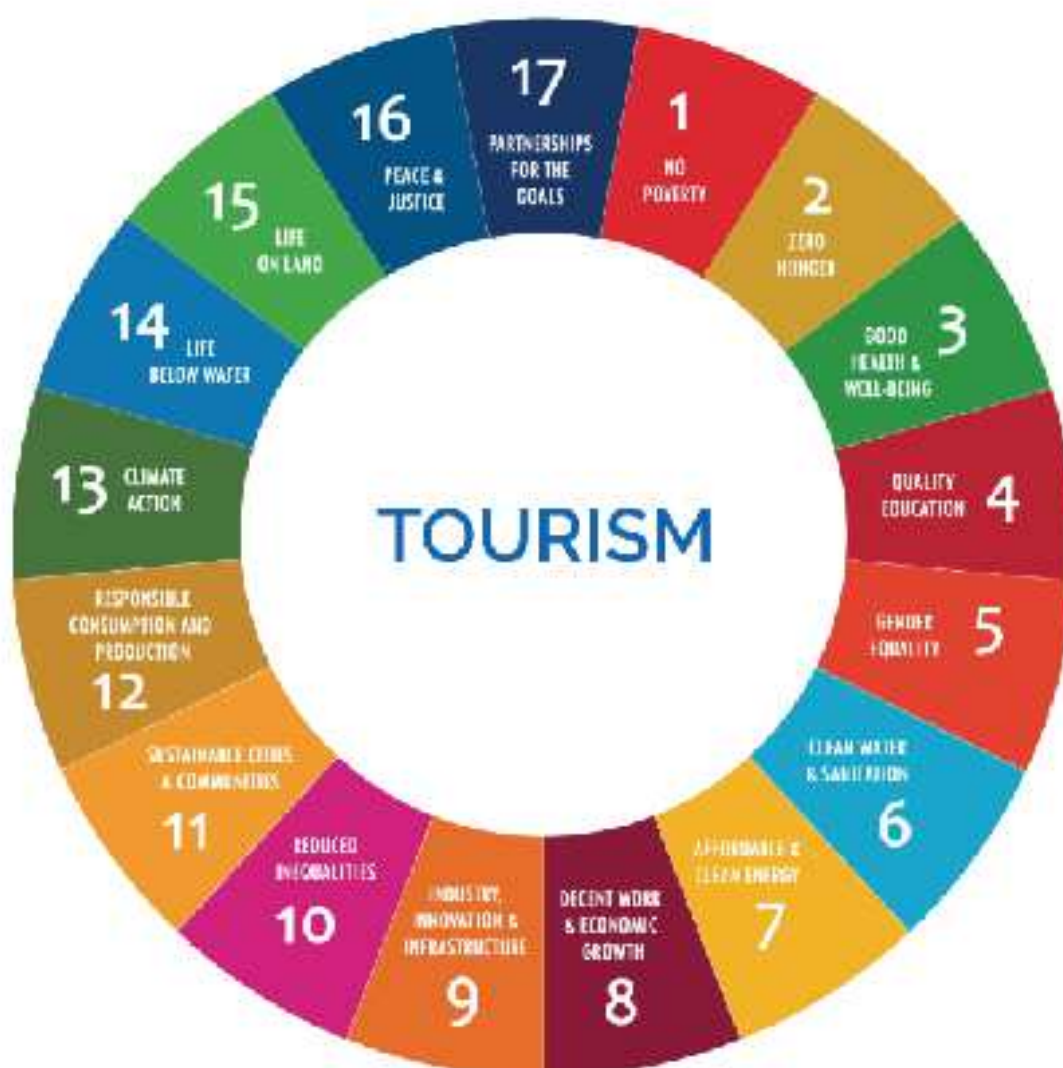 17
PARTNERSHIPS
FOR THE
GOALS
1
NO
POVERTY
2
ZERO
HUNGER
3
GOOD
HEALTH &
WELL-BEING
4
QUALITY
EDUCATION
5
GENDER
EQUALITY
6
CLEAN WATER
& SANITATION
7
AFFORDABLE &
CLEAN ENERGY
8
DECENT WORK
& ECONOMIC
GROWTH
9
INDUSTRY,
INNOVATION &
INFRASTRUCTURE
10
REDUCED
INEQUALITIES
11
SUSTAINABLE CITIES
& COMMUNITIES
12
RESPONSIBLE
CONSUMPTION AND
PRODUCTION
13
CLIMATE
ACTION
14
LIFE
BELOW WATER
15
LIFE
ON LAND
16
PEACE &
JUSTICE
TOURISM